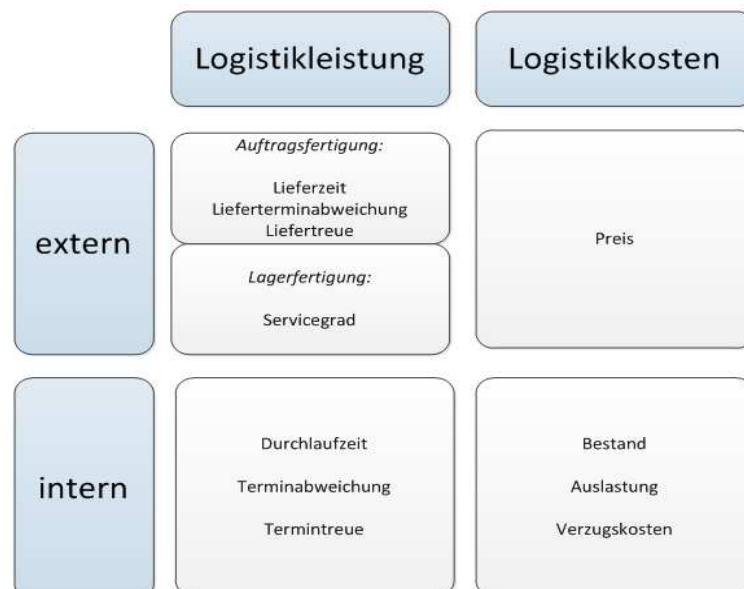 Logistikleistung
Logistikkosten
extern
Auftragsfertigung:
Lieferzeit
Lieferterminabweichung
Liefertreue
Lagerfertigung:
Servicegrad
Preis
intern
Durchlaufzeit
Terminabweichung
Termintreue
Bestand
Auslastung
Verzugskosten